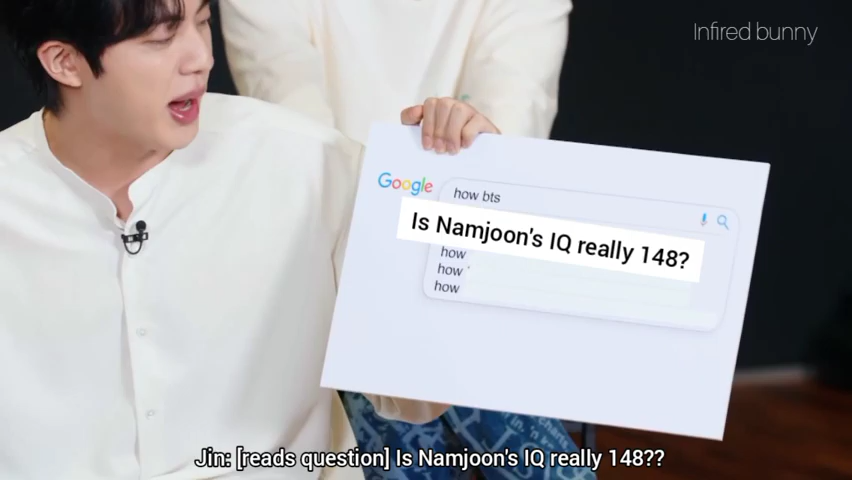 Infired bunny
Google
how bts
Is Namjoon's IQ really 148?
how
how
how
Jin: [reads question] Is Namjoon's IQ really 148??